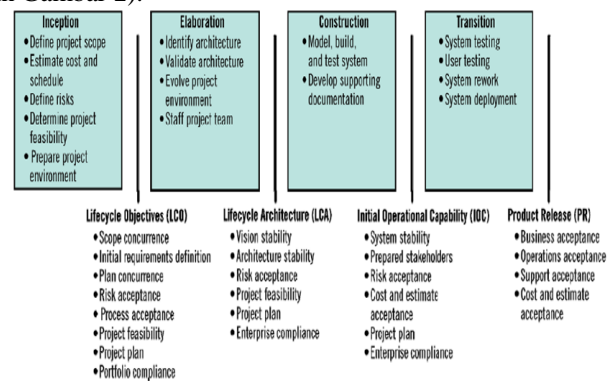 Gambar 2).
Inception
• Define project scope
• Estimate cost and
schedule
• Define risks
• Determine project
feasibility
• Prepare project
environment
Elaboration
• Identify architecture
• Validate architecture
• Evolve project
environment
• Staff project team
Construction
• Model, build,
and test system
• Develop supporting
documentation
Transition
• System testing
• User testing
• System rework
• System deployment
Lifecycle Objectives (LCO)
• Scope concurrence
• Initial requirements definition
• Plan concurrence
• Risk acceptance
• Process acceptance
• Project feasibility
• Project plan
• Portfolio compliance
Lifecycle Architecture (LCA)
• Vision stability
• Architecture stability
• Risk acceptance
• Project feasibility
• Project plan
• Enterprise compliance
Initial Operational Capability (IOC)
• System stability
• Prepared stakeholders
• Risk acceptance
• Cost and estimate
acceptance
• Project plan
• Enterprise compliance
Product Release (PR)
• Business acceptance
• Operations acceptance
• Support acceptance
• Cost and estimate
acceptance